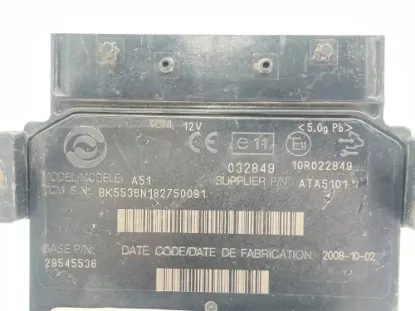 12V
CE
e11
<5.0g Pb>
032849
10R022849
MODEL/MODELE: A51
SUPPLIER P/N: ATA5101
TCM S/N: BK5536N182750091
BASE P/N:
29545536
DATE CODE/DATE DE FABRICATION: 2008-10-02